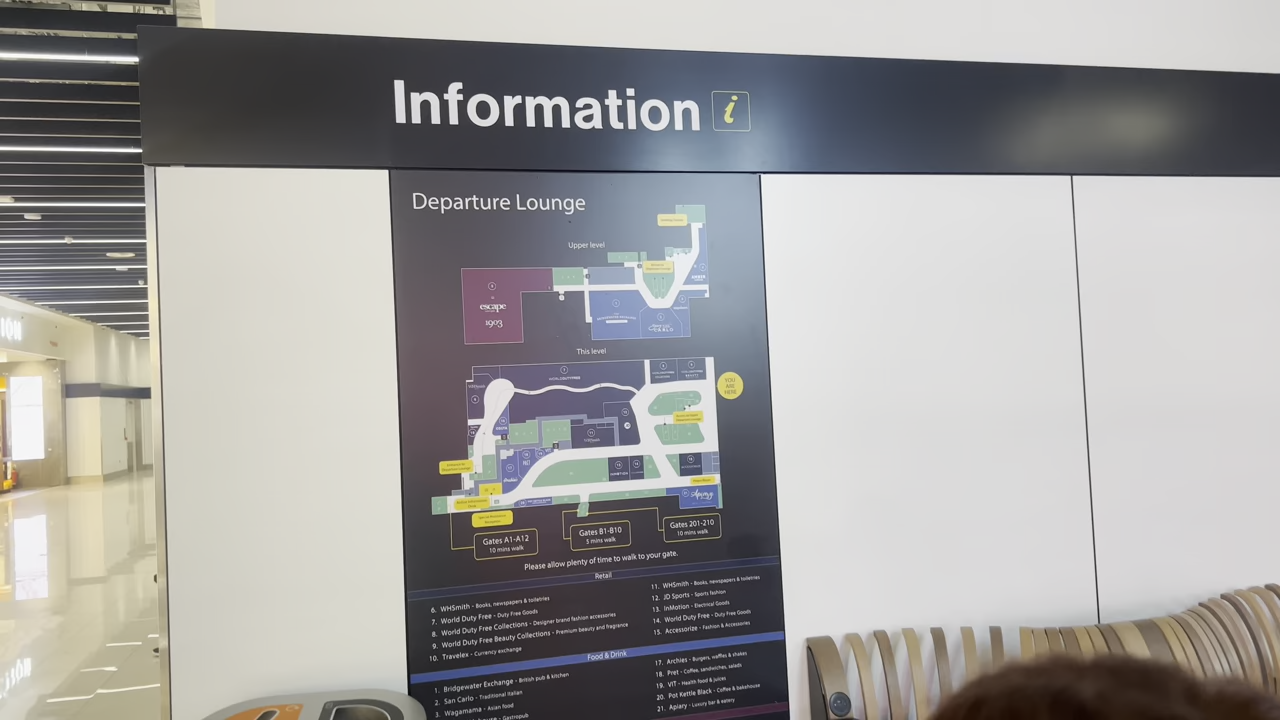 Information i
Departure Lounge
Upper level
escape
1903
This level
YOU
ARE
HERE
Gates A1-A12
10 mins walk
Gates B1-B10
5 mins walk
Gates 201-210
10 mins walk
Please allow plenty of time to walk to your gate.
Retail
6. WHSmith - Books, newspapers & toiletries
7. World Duty Free - Duty Free Goods
8. World Duty Free Collections - Designer brand fashion accessories
9. World Duty Free Beauty Collections - Premium beauty and fragrance
10. Travelex - Currency exchange
11. WHSmith - Books, newspapers & toiletries
12. JD Sports - Sports fashion
13. InMotion - Electrical Goods
14. World Duty Free - Duty Free Goods
15. Accessorize - Fashion & Accessories
Food & Drink
1. Bridgewater Exchange - British pub & kitchen
2. San Carlo - Traditional Italian
3. Wagamama - Asian food
Gastropub
17. Archies - Burgers, waffles & shakes
18. Pret - Coffee, sandwiches, salads
19. VIT - Health food & juices
20. Pot Kettle Black - Coffee & bakehouse
21. Apiary - Luxury bar & eatery